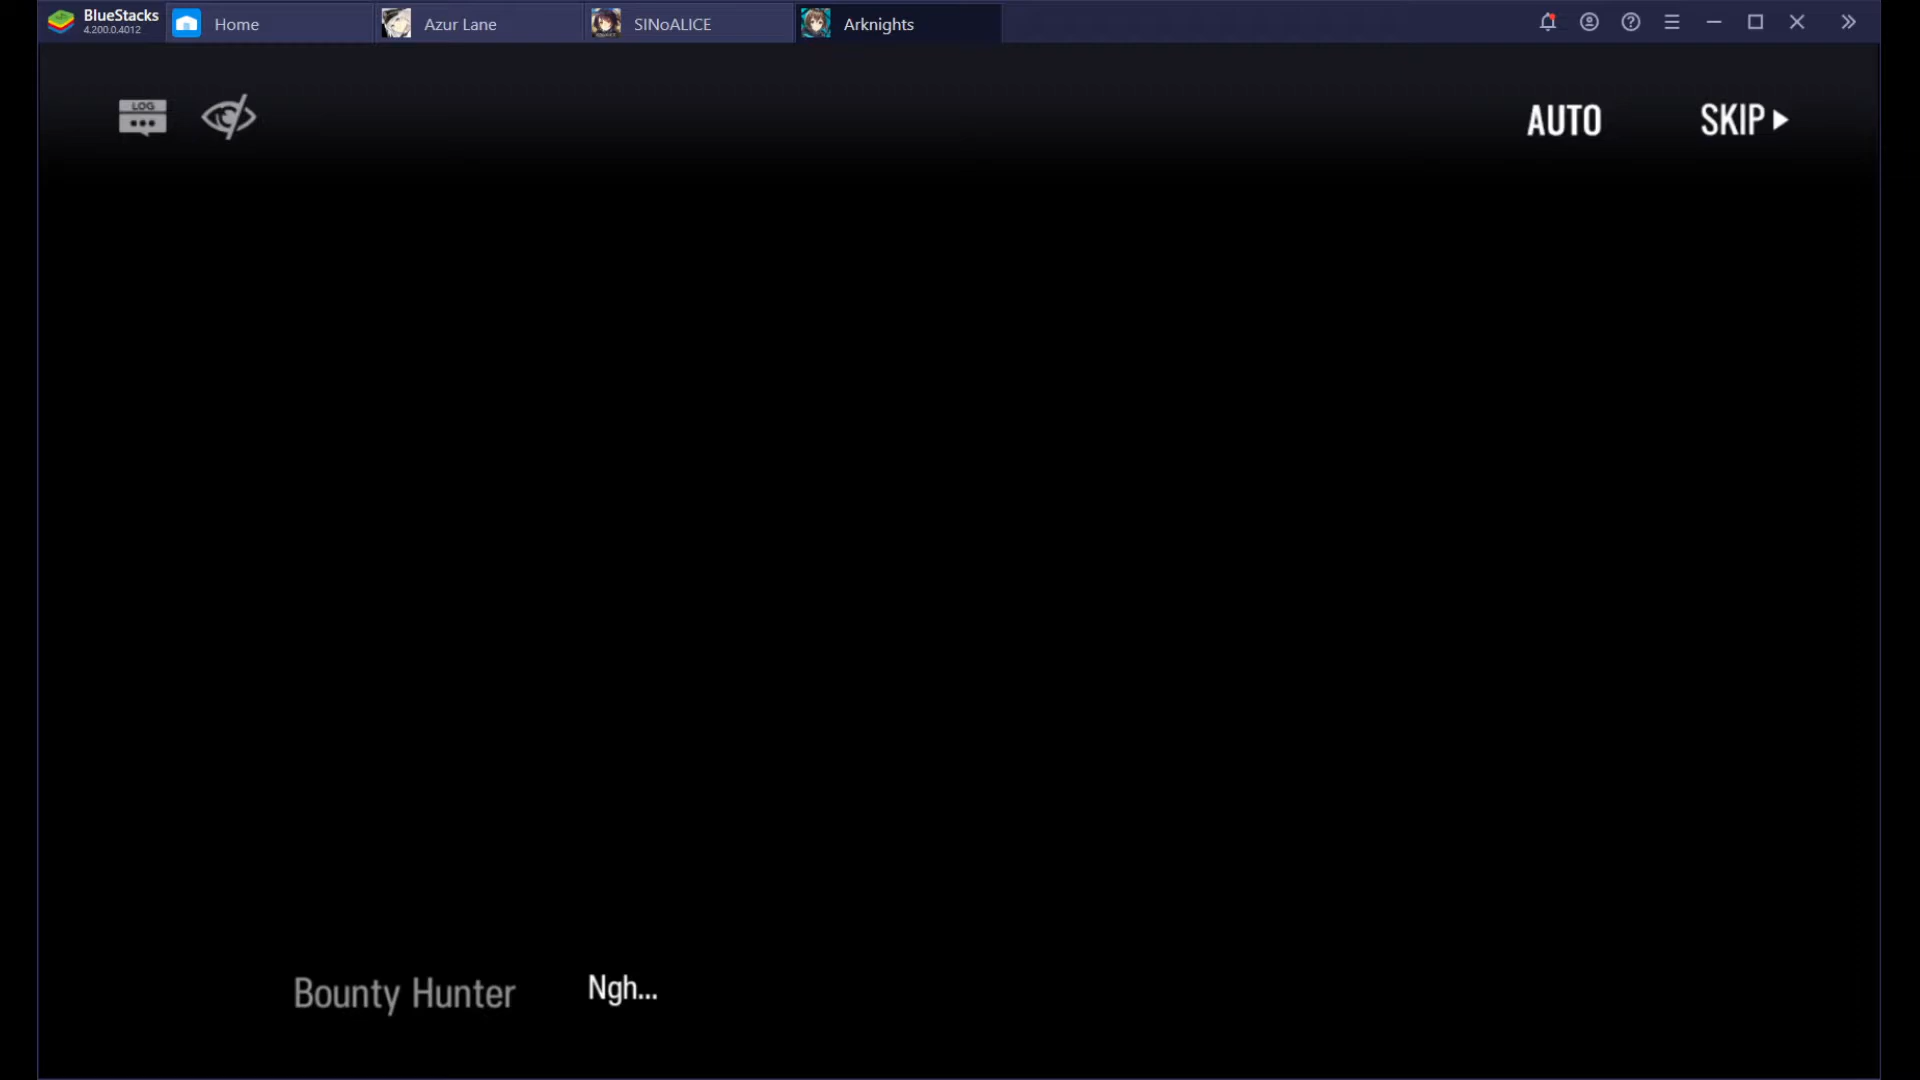 BlueStacks
4.200.0.4012
Home
Azur Lane
SINoALICE
Arknights
LOG
AUTO
SKIP
Bounty Hunter
Ngh...